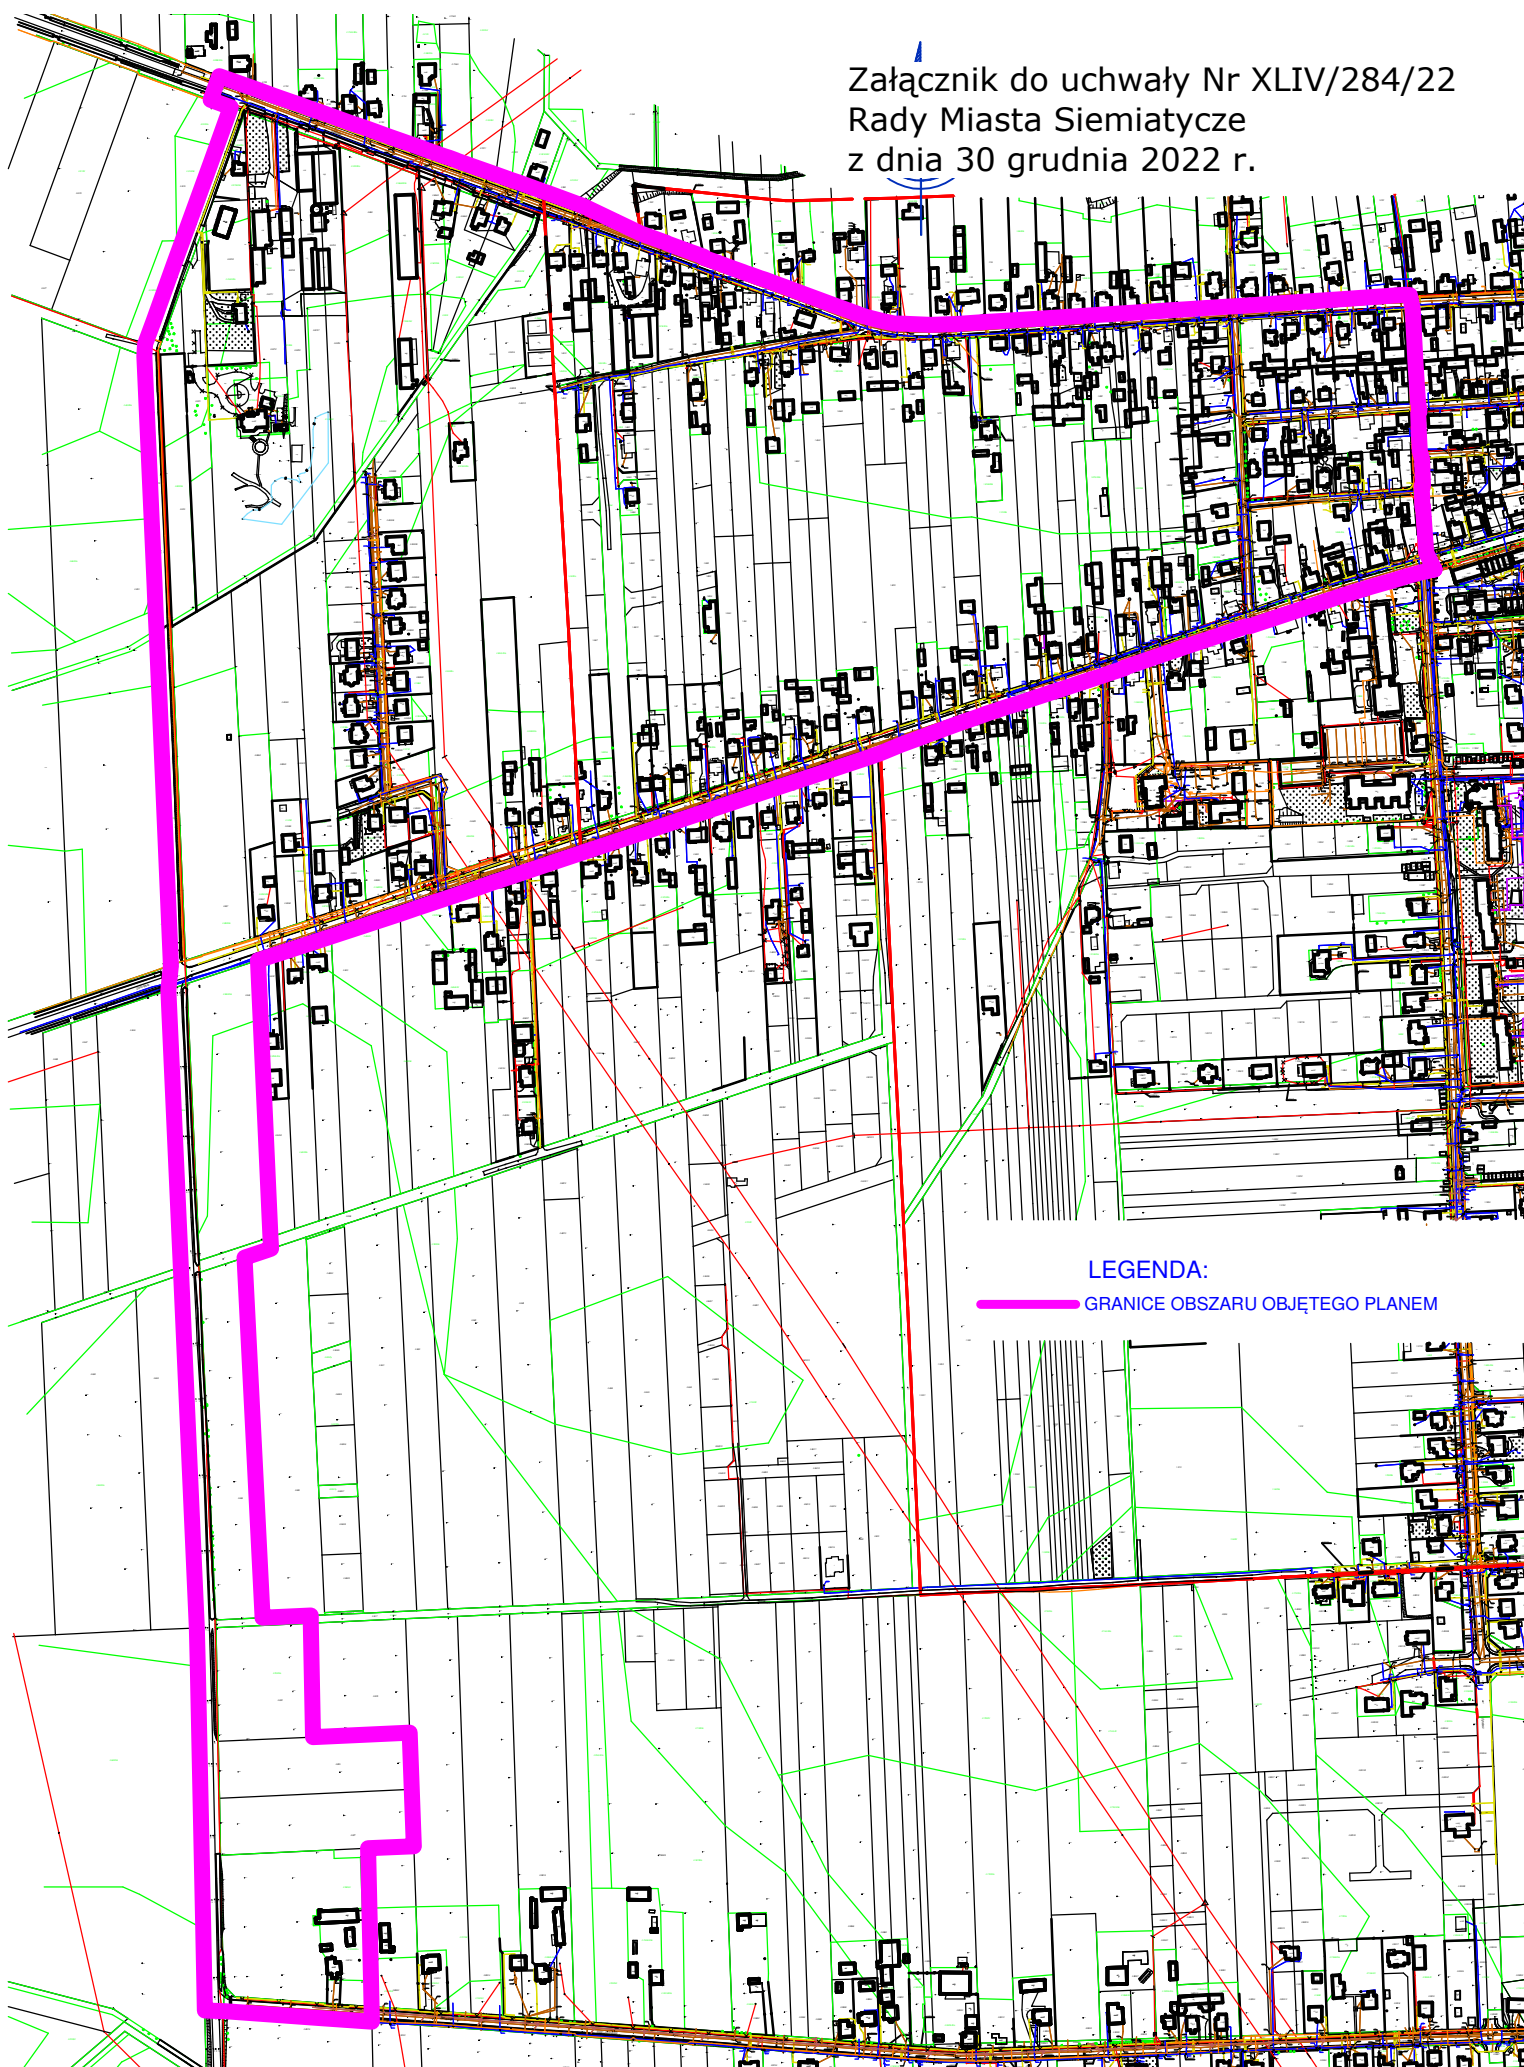 Załącznik do uchwały Nr XLIV/284/22
Rady Miasta Siemiatycze
z dnia 30 grudnia 2022 r.
LEGENDA:
GRANICE OBSZARU OBJĘTEGO PLANEM